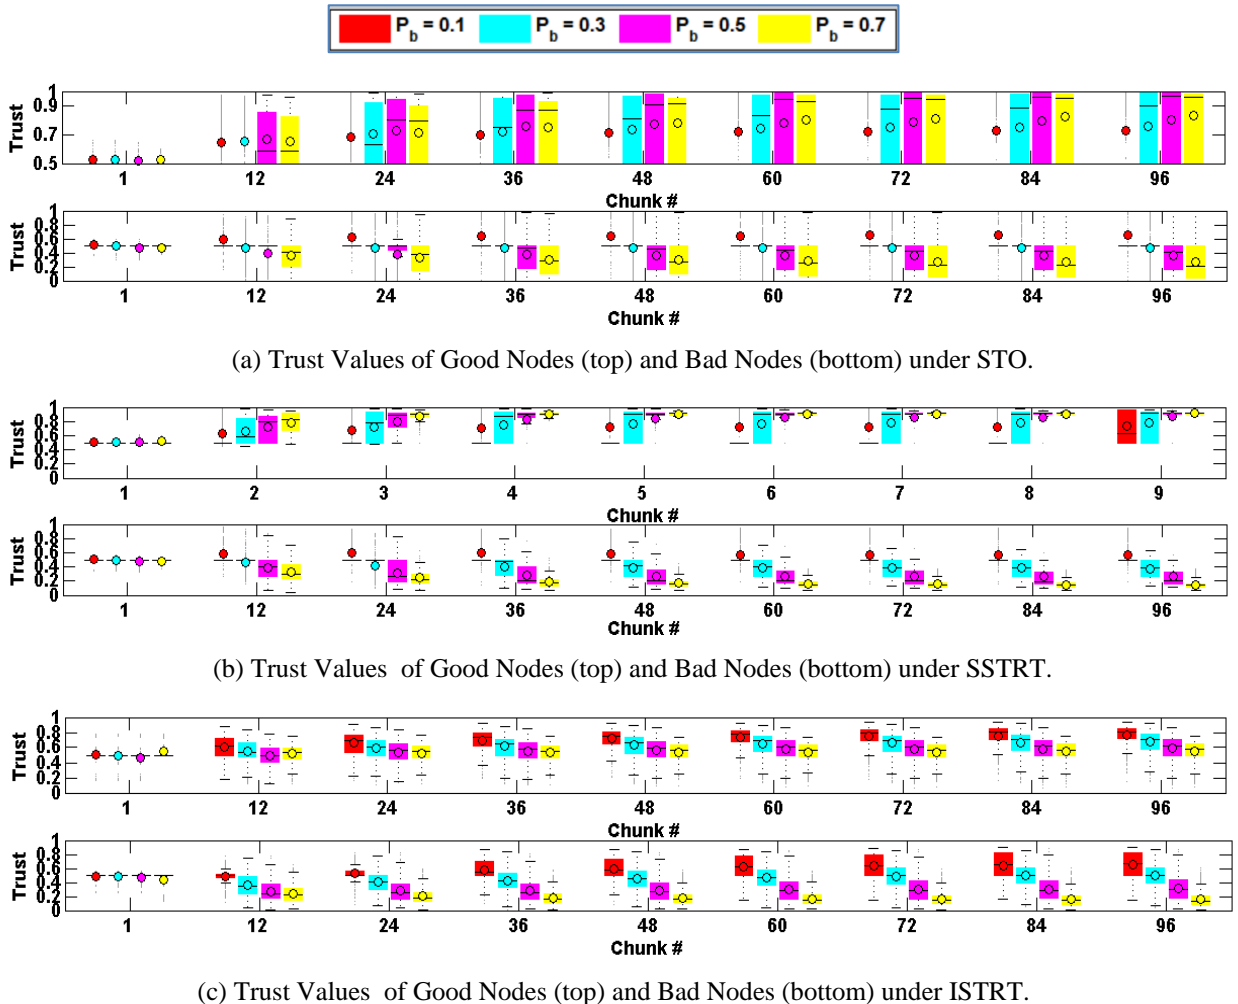 P_b = 0.1 P_b = 0.3 P_b = 0.5 P_b = 0.7
Trust
1
0.9
0.7
0.5
1 12 24 36 48 60 72 84 96
Chunk #
Trust
1
0.8
0.6
0.4
0.2
0
1 12 24 36 48 60 72 84 96
Chunk #
(a) Trust Values of Good Nodes (top) and Bad Nodes (bottom) under STO.
Trust
1
0.8
0.6
0.4
0.2
0
1 2 3 4 5 6 7 8 9
Chunk #
Trust
1
0.8
0.6
0.4
0.2
0
1 12 24 36 48 60 72 84 96
Chunk #
(b) Trust Values of Good Nodes (top) and Bad Nodes (bottom) under SSTRT.
Trust
1
0.8
0.6
0.4
0.2
0
1 12 24 36 48 60 72 84 96
Chunk #
Trust
1
0.8
0.6
0.4
0.2
0
1 12 24 36 48 60 72 84 96
Chunk #
(c) Trust Values of Good Nodes (top) and Bad Nodes (bottom) under ISTRT.